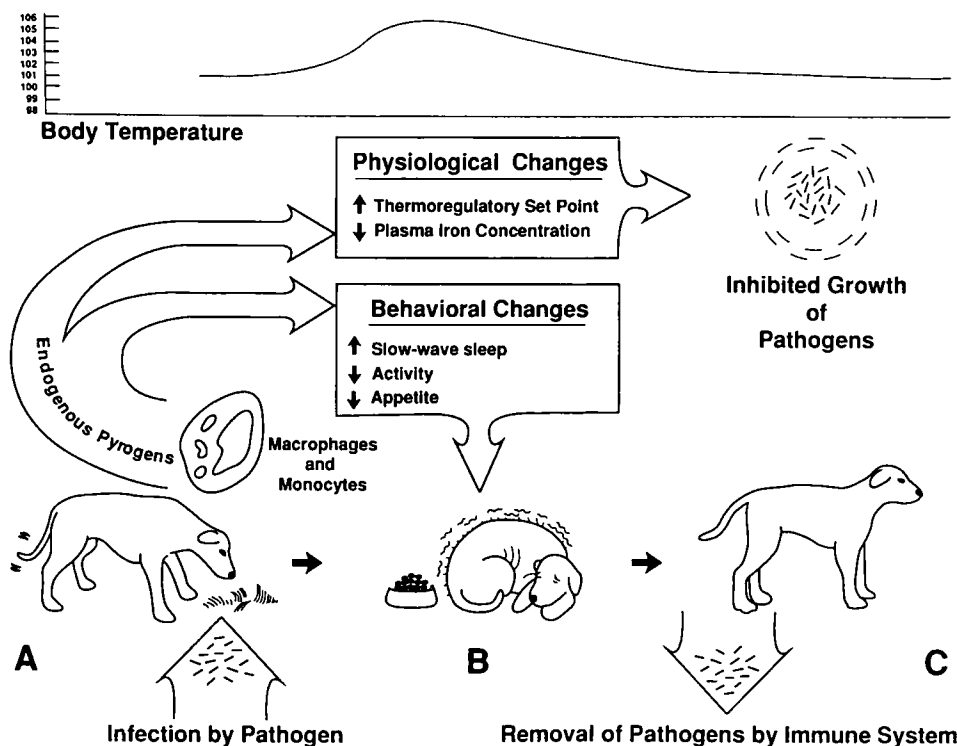 106
105
104
103
102
101
100
99
98
Body Temperature
Physiological Changes
Thermoregulatory Set Point
Plasma Iron Concentration
Inhibited Growth
of
Pathogens
Behavioral Changes
Slow-wave sleep
Activity
Appetite
Endogenous Pyrogens
Macrophages
and
Monocytes
A
B
C
Infection by Pathogen
Removal of Pathogens by Immune System